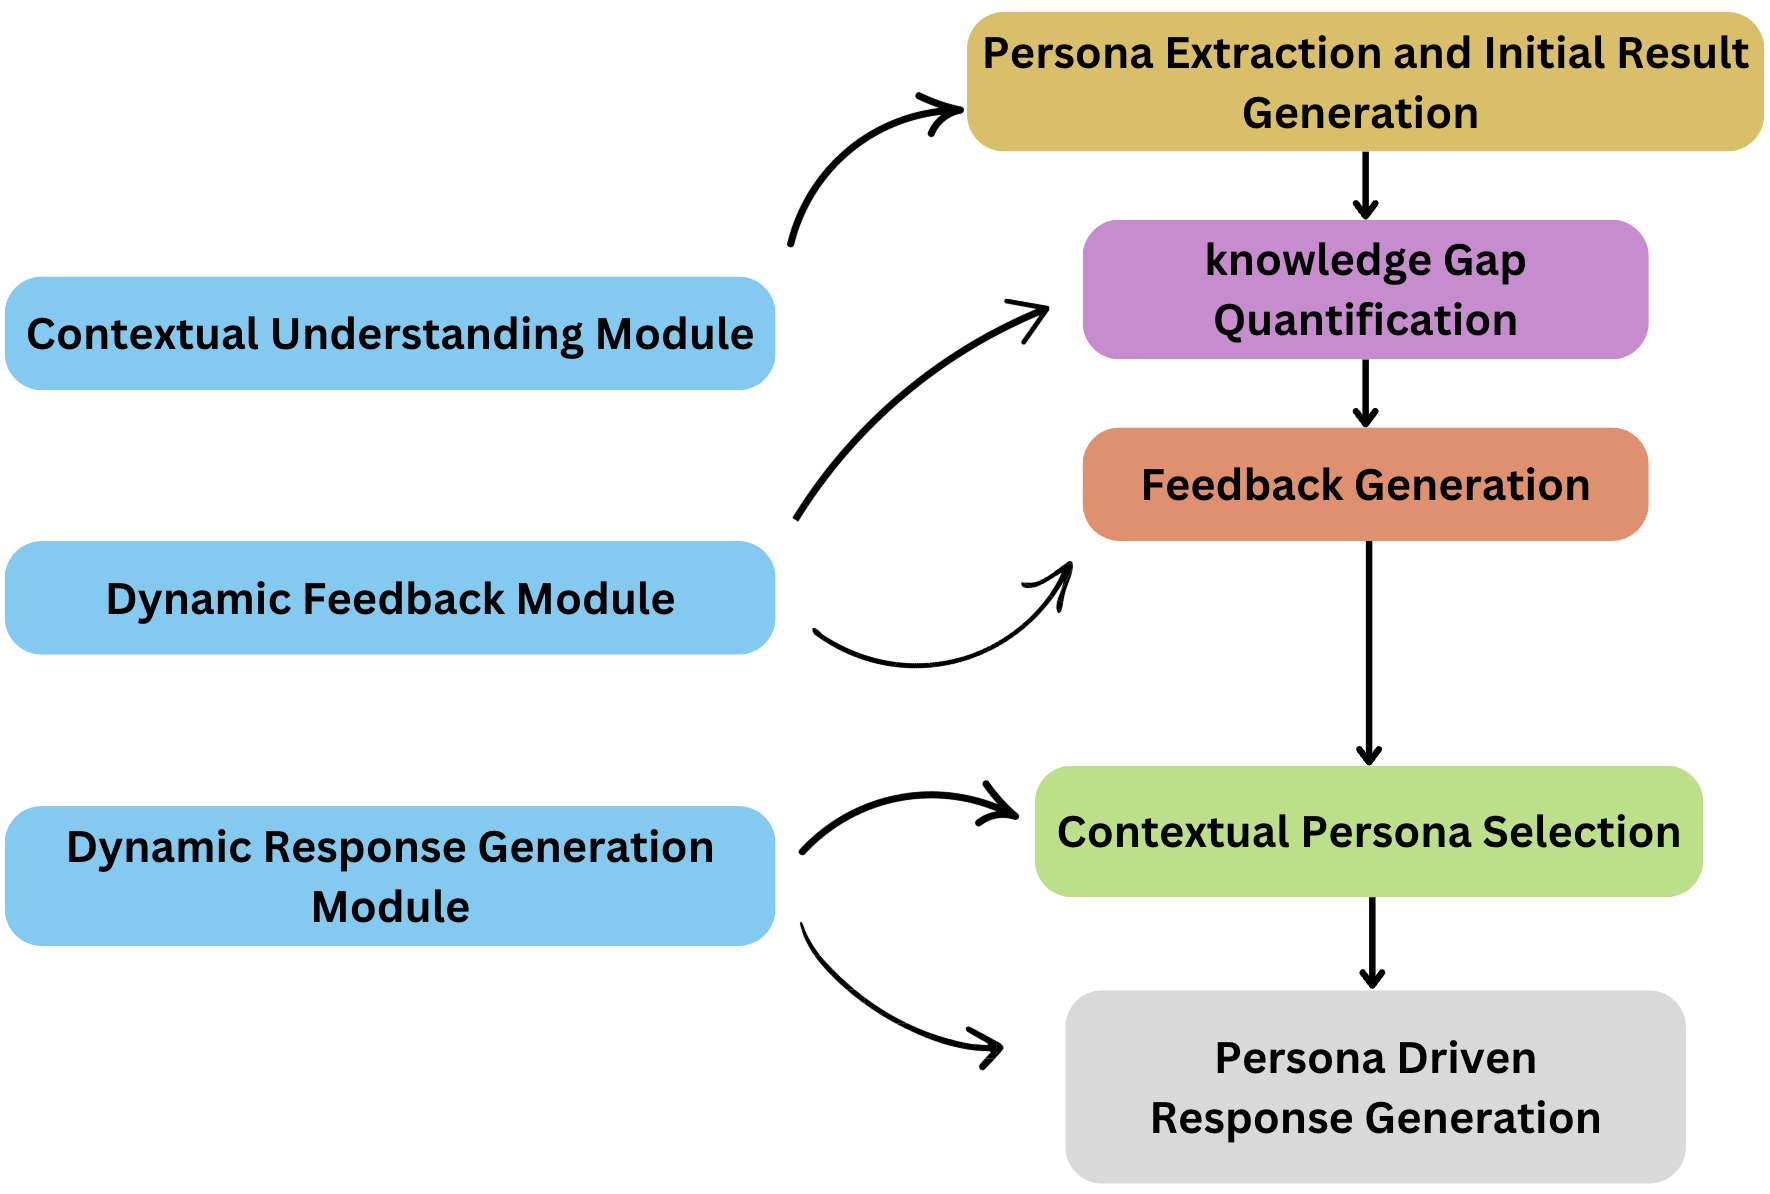 Persona Extraction and Initial Result
Generation
knowledge Gap
Quantification
Contextual Understanding Module
Feedback Generation
Dynamic Feedback Module
Contextual Persona Selection
Dynamic Response Generation
Module
Persona Driven
Response Generation